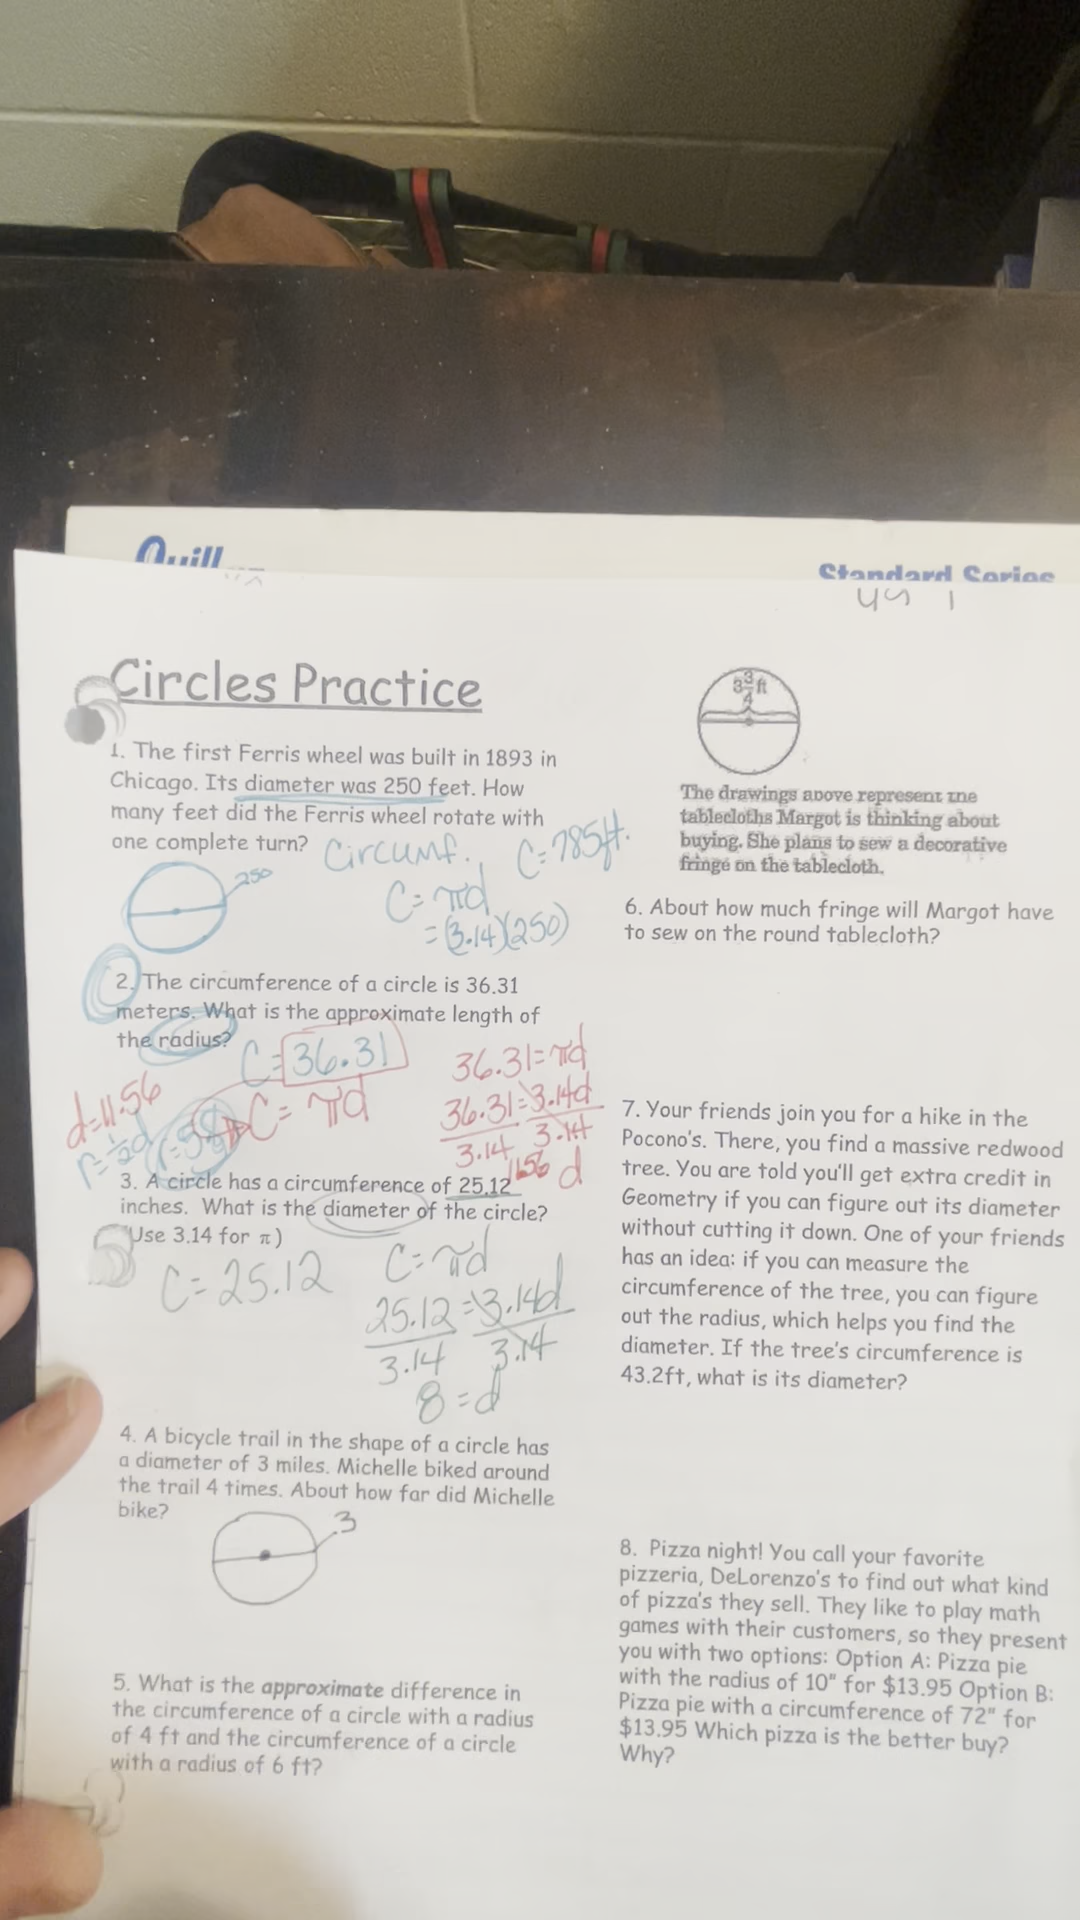 Quill
Standard Series
Circles Practice
1. The first Ferris wheel was built in 1893 in
Chicago. Its diameter was 250 feet. How
many feet did the Ferris wheel rotate with
one complete turn?
Circumf.
C=785ft.
250
C=πd
=(3.14)(250)
2. The circumference of a circle is 36.31
meters. What is the approximate length of
the radius?
C=36.31
C=πd
d=11.56
r=½d
36.31=πd
36.31=3.14d
3.14 3.14
11.56 d
3. A circle has a circumference of 25.12
inches. What is the diameter of the circle?
(Use 3.14 for π)
C=25.12
C=πd
25.12=3.14d
3.14 3.14
8=d
4. A bicycle trail in the shape of a circle has
a diameter of 3 miles. Michelle biked around
the trail 4 times. About how far did Michelle
bike?
3
5. What is the approximate difference in
the circumference of a circle with a radius
of 4 ft and the circumference of a circle
with a radius of 6 ft?
3 3/4 ft
The drawings above represent the
tablecloths Margot is thinking about
buying. She plans to sew a decorative
fringe on the tablecloth.
6. About how much fringe will Margot have
to sew on the round tablecloth?
7. Your friends join you for a hike in the
Pocono's. There, you find a massive redwood
tree. You are told you'll get extra credit in
Geometry if you can figure out its diameter
without cutting it down. One of your friends
has an idea: if you can measure the
circumference of the tree, you can figure
out the radius, which helps you find the
diameter. If the tree's circumference is
43.2ft, what is its diameter?
8. Pizza night! You call your favorite
pizzeria, DeLorenzo's to find out what kind
of pizza's they sell. They like to play math
games with their customers, so they present
you with two options: Option A: Pizza pie
with the radius of 10" for $13.95 Option B:
Pizza pie with a circumference of 72" for
$13.95 Which pizza is the better buy?
Why?